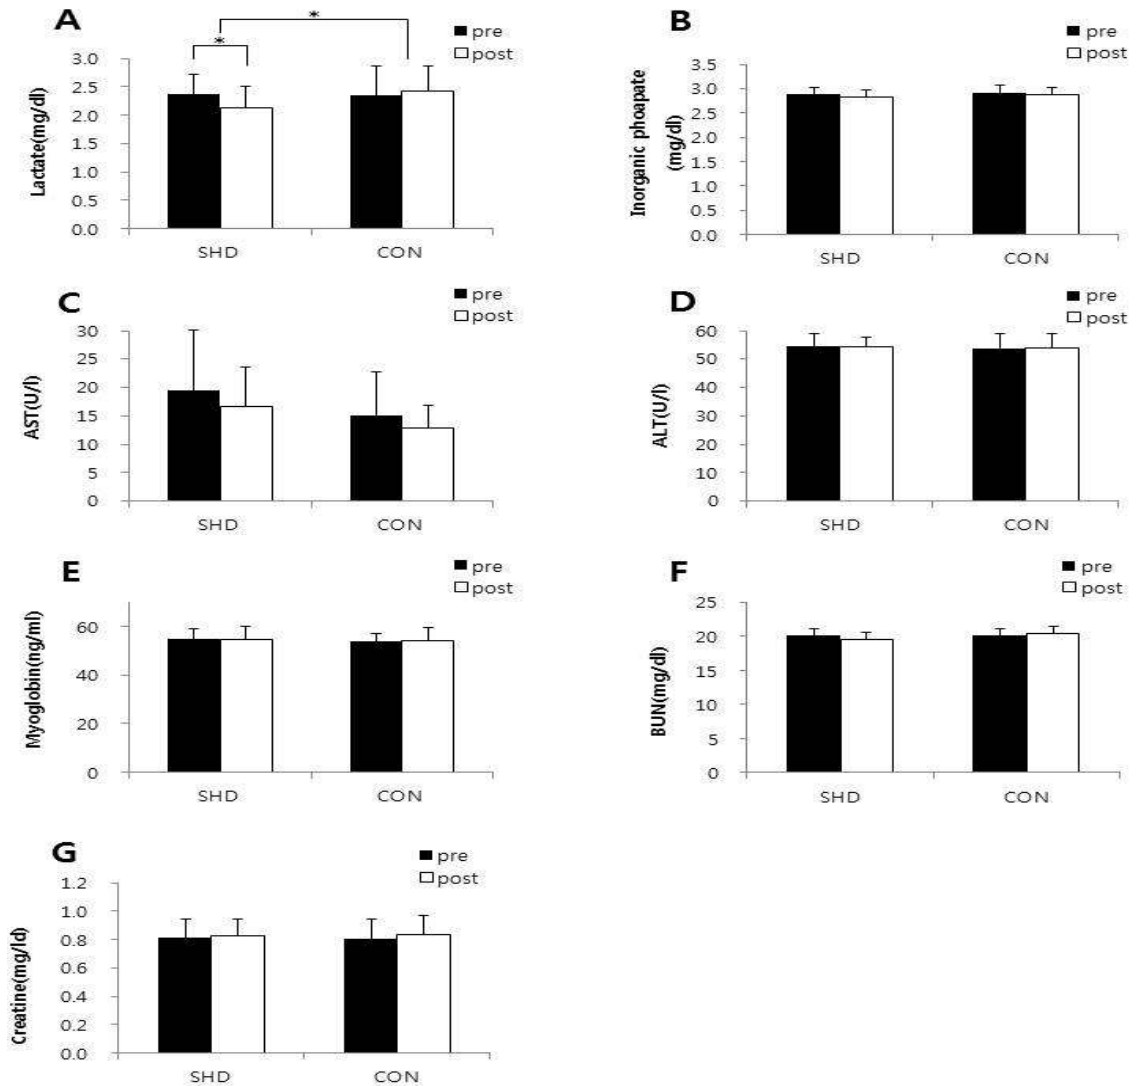 A
pre
post
*
*
Lactate(mg/dl)
3.0
2.5
2.0
1.5
1.0
0.5
0.0
SHD
CON
B
pre
post
Inorganic phoapate
(mg/dl)
3.5
3.0
2.5
2.0
1.5
1.0
0.5
0.0
SHD
CON
C
pre
post
AST(U/l)
30
25
20
15
10
5
0
SHD
CON
D
pre
post
ALT(U/l)
60
50
40
30
20
10
0
SHD
CON
E
pre
post
Myoglobin(ng/ml)
60
40
20
0
SHD
CON
F
pre
post
BUN(mg/dl)
25
20
15
10
5
0
SHD
CON
G
pre
post
Creatine(mg/ld)
1.2
1.0
0.8
0.6
0.4
0.2
0.0
SHD
CON